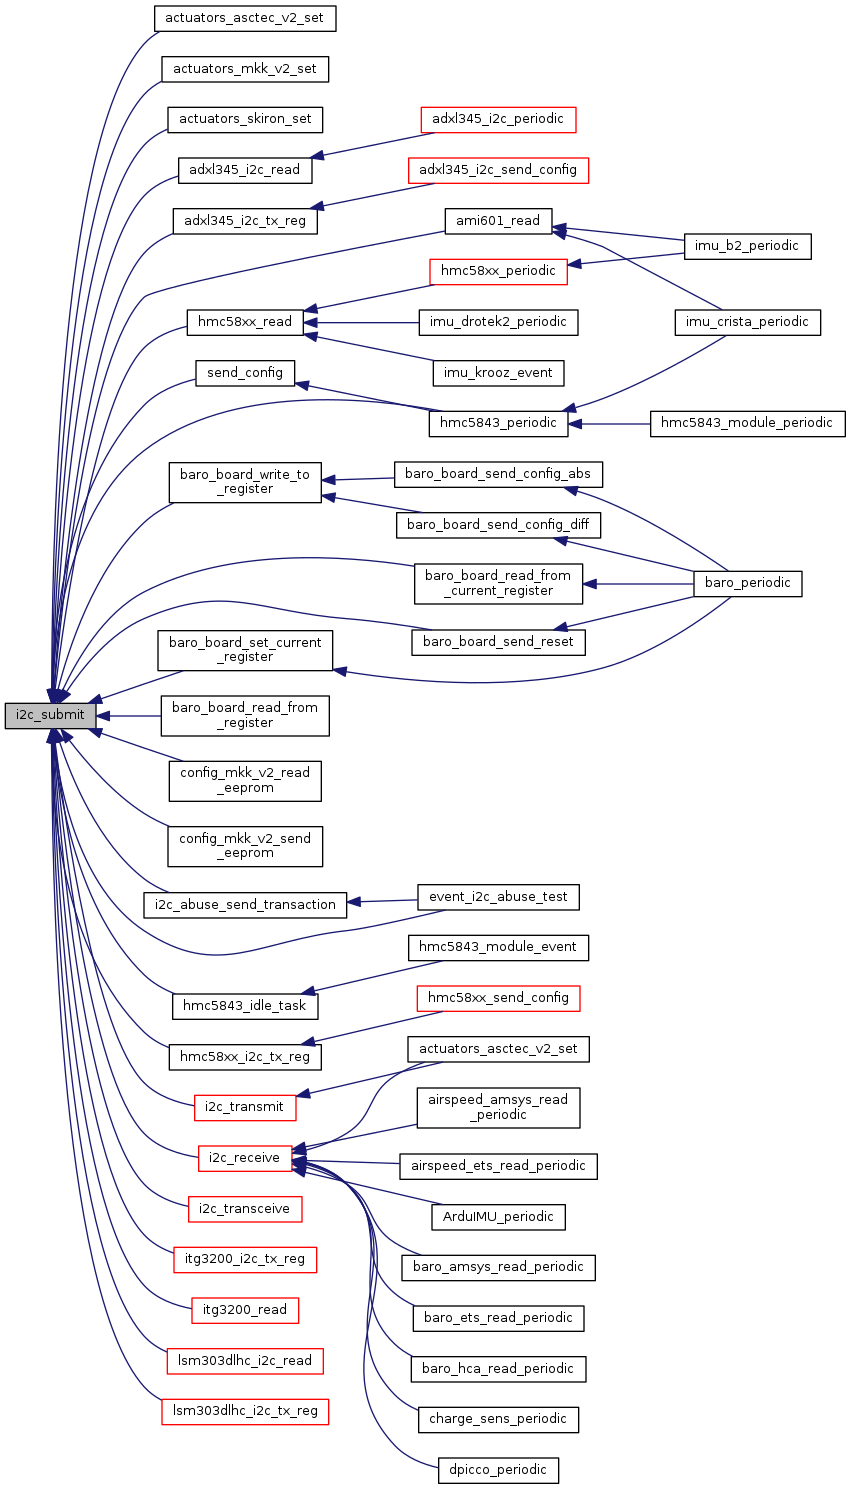 actuators_asctec_v2_set
actuators_mkk_v2_set
actuators_skiron_set
adxl345_i2c_periodic
adxl345_i2c_read
adxl345_i2c_send_config
adxl345_i2c_tx_reg
ami601_read
imu_b2_periodic
hmc58xx_periodic
hmc58xx_read
imu_drotek2_periodic
imu_crista_periodic
send_config
imu_krooz_event
hmc5843_periodic
hmc5843_module_periodic
baro_board_write_to
_register
baro_board_send_config_abs
baro_board_send_config_diff
baro_board_read_from
_current_register
baro_periodic
baro_board_send_reset
baro_board_set_current
_register
i2c_submit
baro_board_read_from
_register
config_mkk_v2_read
_eeprom
config_mkk_v2_send
_eeprom
i2c_abuse_send_transaction
event_i2c_abuse_test
hmc5843_module_event
hmc5843_idle_task
hmc58xx_send_config
hmc58xx_i2c_tx_reg
actuators_asctec_v2_set
i2c_transmit
airspeed_amsys_read
_periodic
i2c_receive
airspeed_ets_read_periodic
i2c_transceive
ArduIMU_periodic
itg3200_i2c_tx_reg
baro_amsys_read_periodic
itg3200_read
baro_ets_read_periodic
lsm303dlhc_i2c_read
baro_hca_read_periodic
lsm303dlhc_i2c_tx_reg
charge_sens_periodic
dpicco_periodic